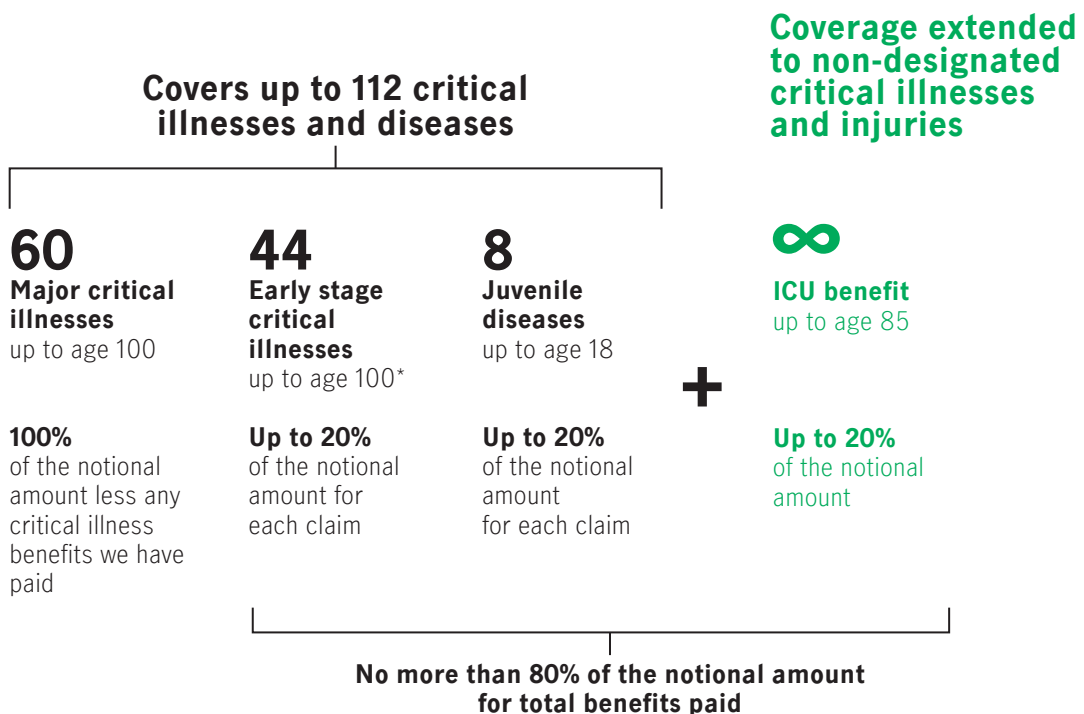 Coverage extended
to non-designated
critical illnesses
and injuries
Covers up to 112 critical
illnesses and diseases
60
Major critical
illnesses
up to age 100
100%
of the notional
amount less any
critical illness
benefits we have
paid
44
Early stage
critical
illnesses
up to age 100*
Up to 20%
of the notional
amount for
each claim
8
Juvenile
diseases
up to age 18
Up to 20%
of the notional
amount
for each claim
+
∞
ICU benefit
up to age 85
Up to 20%
of the notional
amount
No more than 80% of the notional amount
for total benefits paid